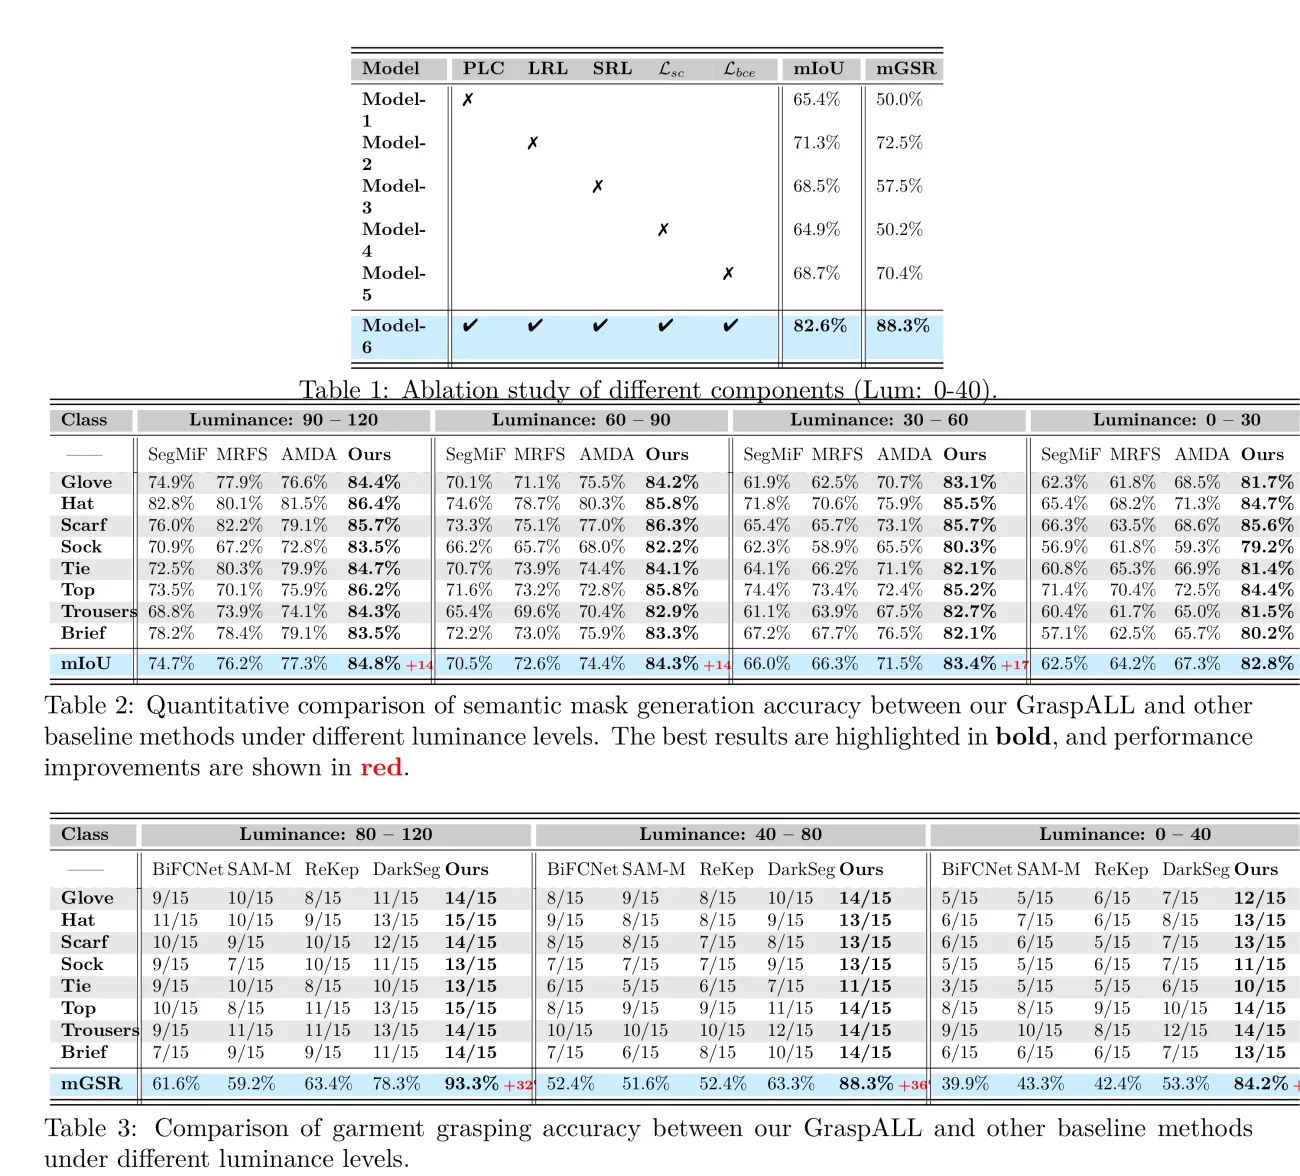 Model PLC LRL SRL ℒsc ℒbce mIoU mGSR
Model-1 ✗ 65.4% 50.0%
Model-2 ✗ 71.3% 72.5%
Model-3 ✗ 68.5% 57.5%
Model-4 ✗ 64.9% 50.2%
Model-5 ✗ 68.7% 70.4%
Model-6 ✔ ✔ ✔ ✔ ✔ 82.6% 88.3%
Table 1: Ablation study of different components (Lum: 0-40).
Class Luminance: 90 – 120 Luminance: 60 – 90 Luminance: 30 – 60 Luminance: 0 – 30
—— SegMiF MRFS AMDA Ours SegMiF MRFS AMDA Ours SegMiF MRFS AMDA Ours SegMiF MRFS AMDA Ours
Glove 74.9% 77.9% 76.6% 84.4% 70.1% 71.1% 75.5% 84.2% 61.9% 62.5% 70.7% 83.1% 62.3% 61.8% 68.5% 81.7%
Hat 82.8% 80.1% 81.5% 86.4% 74.6% 78.7% 80.3% 85.8% 71.8% 70.6% 75.9% 85.5% 65.4% 68.2% 71.3% 84.7%
Scarf 76.0% 82.2% 79.1% 85.7% 73.3% 75.1% 77.0% 86.3% 65.4% 65.7% 73.1% 85.7% 66.3% 63.5% 68.6% 85.6%
Sock 70.9% 67.2% 72.8% 83.5% 66.2% 65.7% 68.0% 82.2% 62.3% 58.9% 65.5% 80.3% 56.9% 61.8% 59.3% 79.2%
Tie 72.5% 80.3% 79.9% 84.7% 70.7% 73.9% 74.4% 84.1% 64.1% 66.2% 71.1% 82.1% 60.8% 65.3% 66.9% 81.4%
Top 73.5% 70.1% 75.9% 86.2% 71.6% 73.2% 72.8% 85.8% 74.4% 73.4% 72.4% 85.2% 71.4% 70.4% 72.5% 84.4%
Trousers 68.8% 73.9% 74.1% 84.3% 65.4% 69.6% 70.4% 82.9% 61.1% 63.9% 67.5% 82.7% 60.4% 61.7% 65.0% 81.5%
Brief 78.2% 78.4% 79.1% 83.5% 72.2% 73.0% 75.9% 83.3% 67.2% 67.7% 76.5% 82.1% 57.1% 62.5% 65.7% 80.2%
mIoU 74.7% 76.2% 77.3% 84.8% +14 70.5% 72.6% 74.4% 84.3% +14 66.0% 66.3% 71.5% 83.4% +17 62.5% 64.2% 67.3% 82.8%
Table 2: Quantitative comparison of semantic mask generation accuracy between our GraspALL and other
baseline methods under different luminance levels. The best results are highlighted in bold, and performance
improvements are shown in red.
Class Luminance: 80 – 120 Luminance: 40 – 80 Luminance: 0 – 40
—— BiFCNet SAM-M ReKep DarkSeg Ours BiFCNet SAM-M ReKep DarkSeg Ours BiFCNet SAM-M ReKep DarkSeg Ours
Glove 9/15 10/15 8/15 11/15 14/15 8/15 9/15 8/15 10/15 14/15 5/15 5/15 6/15 7/15 12/15
Hat 11/15 10/15 9/15 13/15 15/15 9/15 8/15 8/15 9/15 13/15 6/15 7/15 6/15 8/15 13/15
Scarf 10/15 9/15 10/15 12/15 14/15 8/15 8/15 7/15 8/15 13/15 6/15 6/15 5/15 7/15 13/15
Sock 9/15 7/15 10/15 11/15 13/15 7/15 7/15 7/15 9/15 13/15 5/15 5/15 6/15 7/15 11/15
Tie 9/15 10/15 8/15 10/15 13/15 6/15 5/15 6/15 7/15 11/15 3/15 5/15 5/15 6/15 10/15
Top 10/15 8/15 11/15 13/15 15/15 8/15 9/15 9/15 11/15 14/15 8/15 8/15 9/15 10/15 14/15
Trousers 9/15 11/15 11/15 13/15 14/15 10/15 10/15 10/15 12/15 14/15 9/15 10/15 8/15 12/15 14/15
Brief 7/15 9/15 9/15 11/15 14/15 7/15 6/15 8/15 10/15 14/15 6/15 6/15 6/15 7/15 13/15
mGSR 61.6% 59.2% 63.4% 78.3% 93.3% +32 52.4% 51.6% 52.4% 63.3% 88.3% +36 39.9% 43.3% 42.4% 53.3% 84.2% +
Table 3: Comparison of garment grasping accuracy between our GraspALL and other baseline methods
under different luminance levels.